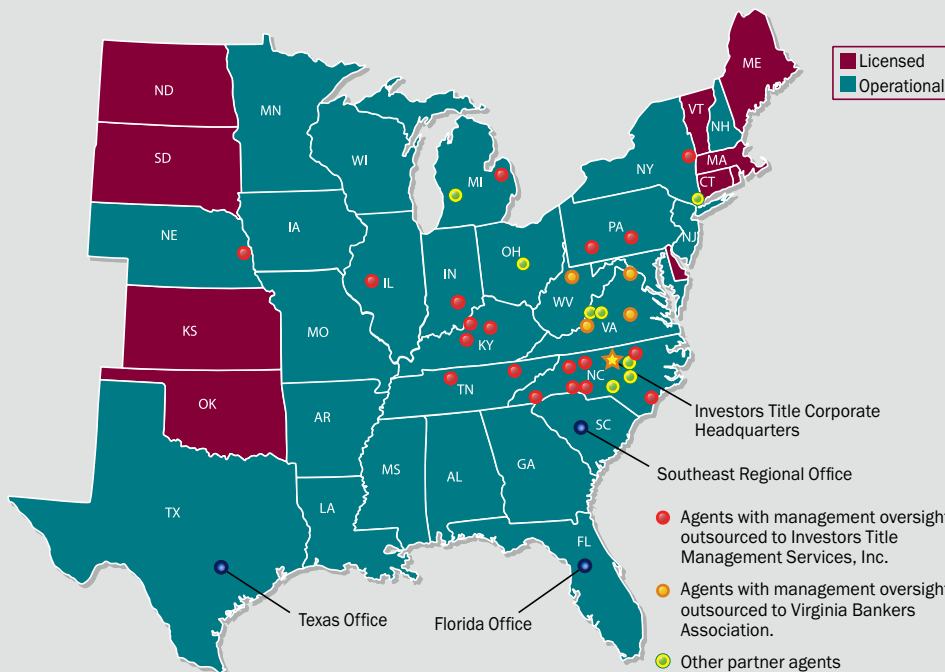 ME
Licensed
Operational
ND
MN
VT
NH
SD
WI
NY
MA
MI
CT
NE
IA
PA
NJ
OH
IN
IL
WV
VA
KS
MO
KY
NC
TN
OK
AR
SC
Investors Title Corporate
Headquarters
MS
AL
GA
Southeast Regional Office
TX
LA
FL
Agents with management oversight
outsourced to Investors Title
Management Services, Inc.
Texas Office
Florida Office
Agents with management oversight
outsourced to Virginia Bankers
Association.
Other partner agents